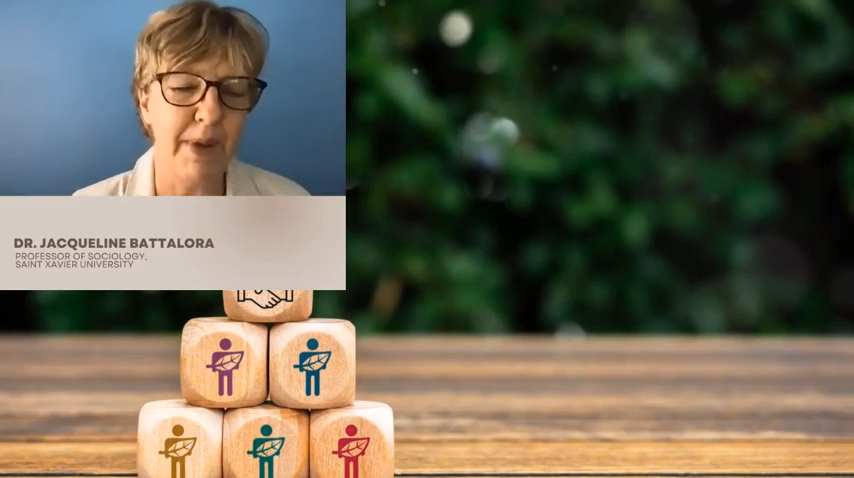 DR. JACQUELINE BATTALORA
PROFESSOR OF SOCIOLOGY,
SAINT XAVIER UNIVERSITY